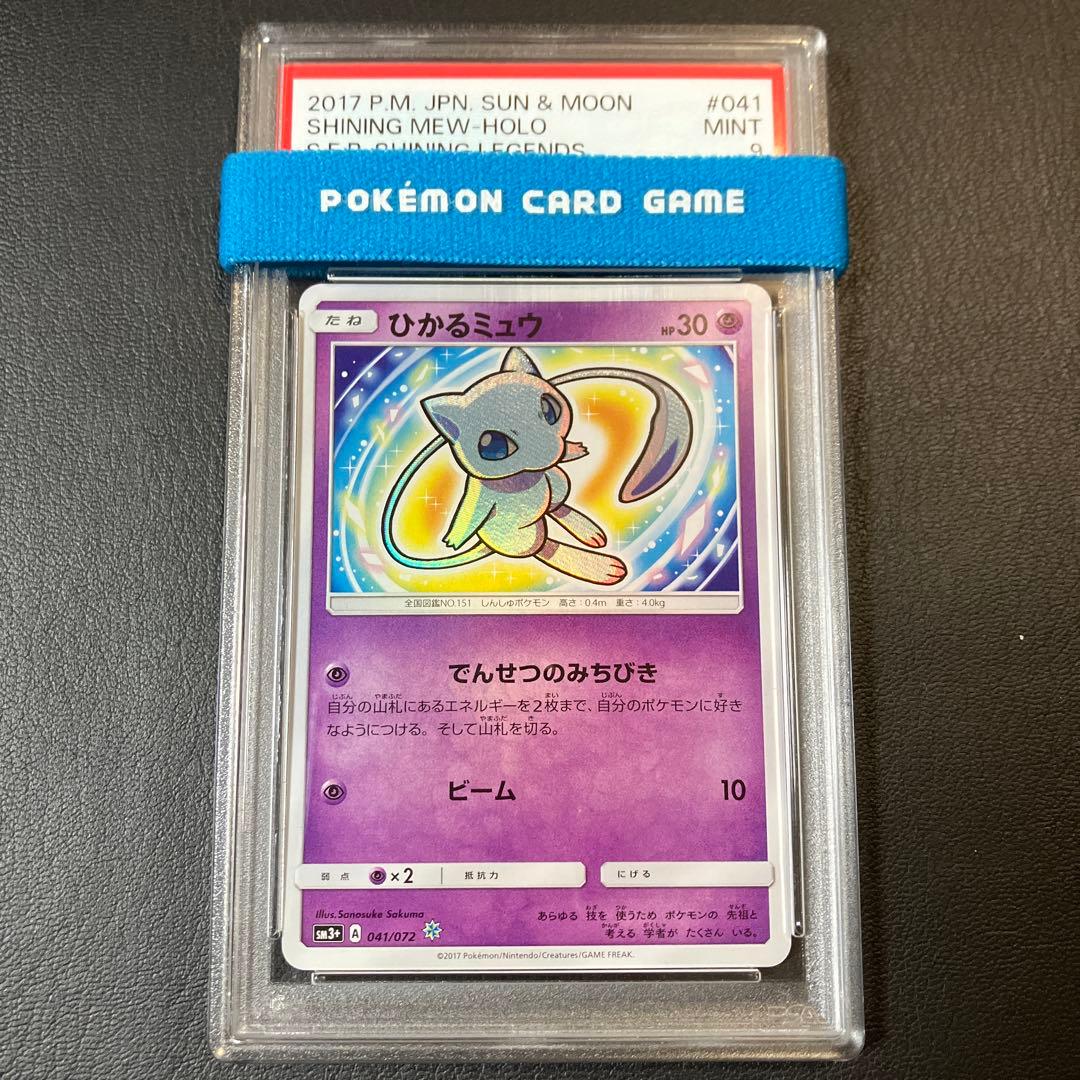 2017 P.M. JPN. SUN & MOON #041
SHINING MEW-HOLO MINT
SHINING LEGENDS 9
POKÉMON CARD GAME
たね ひかるミュウ HP30
全国図鑑NO.151 しんしゅポケモン 高さ:0.4m 重さ:4.0kg
でんせつのみちびき
自分の山札にあるエネルギーを2枚まで、自分のポケモンに好き
なようにつける。そして山札を切る。
ビーム 10
弱点 ×2 抵抗力 にげる
Illus.Sanosuke Sakuma
あらゆる 技を 使うため ポケモンの 先祖と
考える 学者が たくさん いる。
SM3+ A 041/072
©2017 Pokémon/Nintendo/Creatures/GAME FREAK.